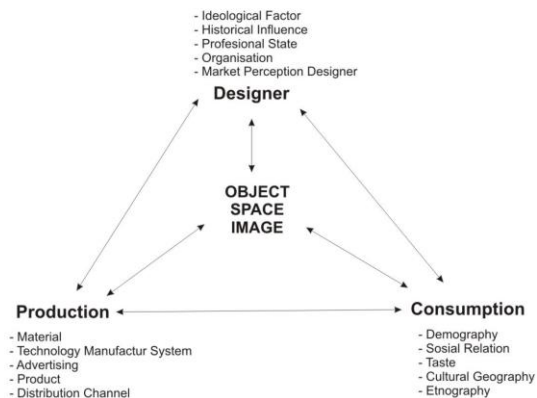 - Ideological Factor
- Historical Influence
- Profesional State
- Organisation
- Market Perception Designer
Designer
OBJECT
SPACE
IMAGE
Production
- Material
- Technology Manufactur System
- Advertising
- Product
- Distribution Channel
Consumption
- Demography
- Sosial Relation
- Taste
- Cultural Geography
- Etnography